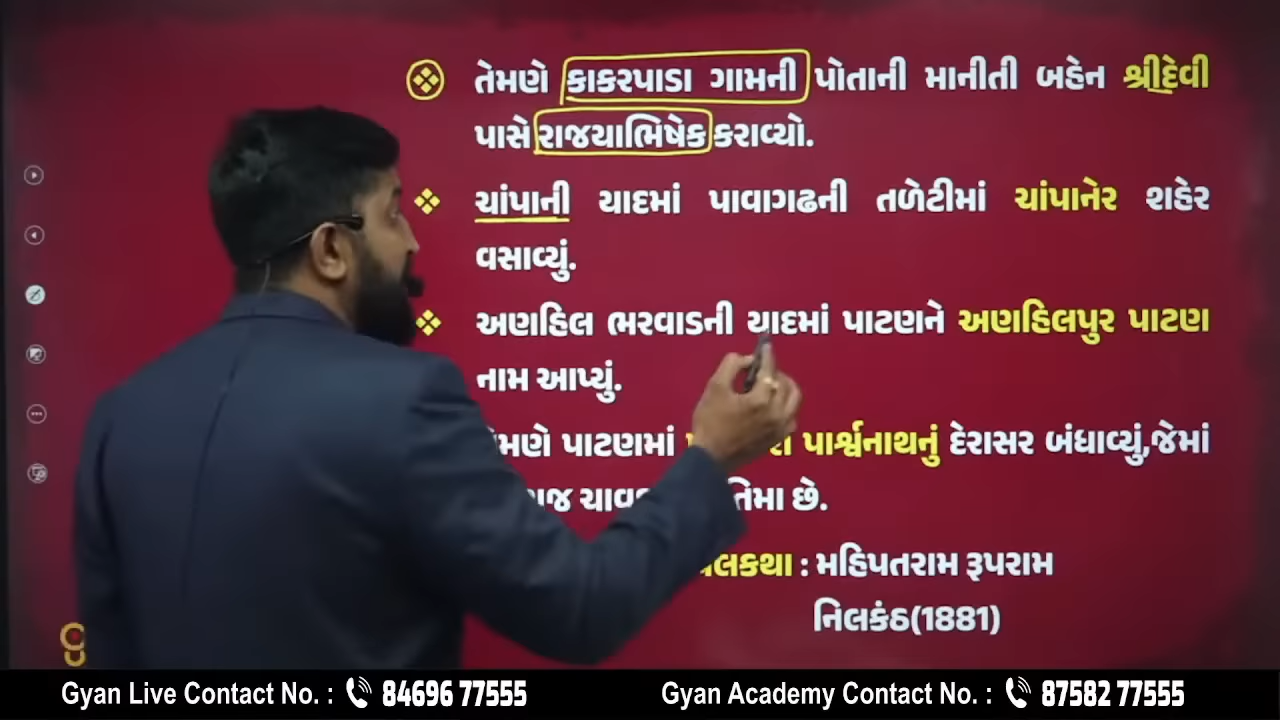 તેમણે કાકરપાડા ગામની પોતાની માનીતી બહેન શ્રીદેવી
પાસે રાજયાભિષેક કરાવ્યો.
ચાંપાની યાદમાં પાવાગઢની તળેટીમાં ચાંપાનેર શહેર
વસાવ્યું.
અણહિલ ભરવાડની યાદમાં પાટણને અણહિલપુર પાટણ
નામ આપ્યું.
પાટણમાં પાર્શ્વનાથનું દેરાસર બંધાવ્યું,જેમાં
છે.
: મહિપતરામ રૂપરામ
નિલકંઠ(1881)
Gyan Live Contact No. : 84696 77555
Gyan Academy Contact No. : 87582 77555